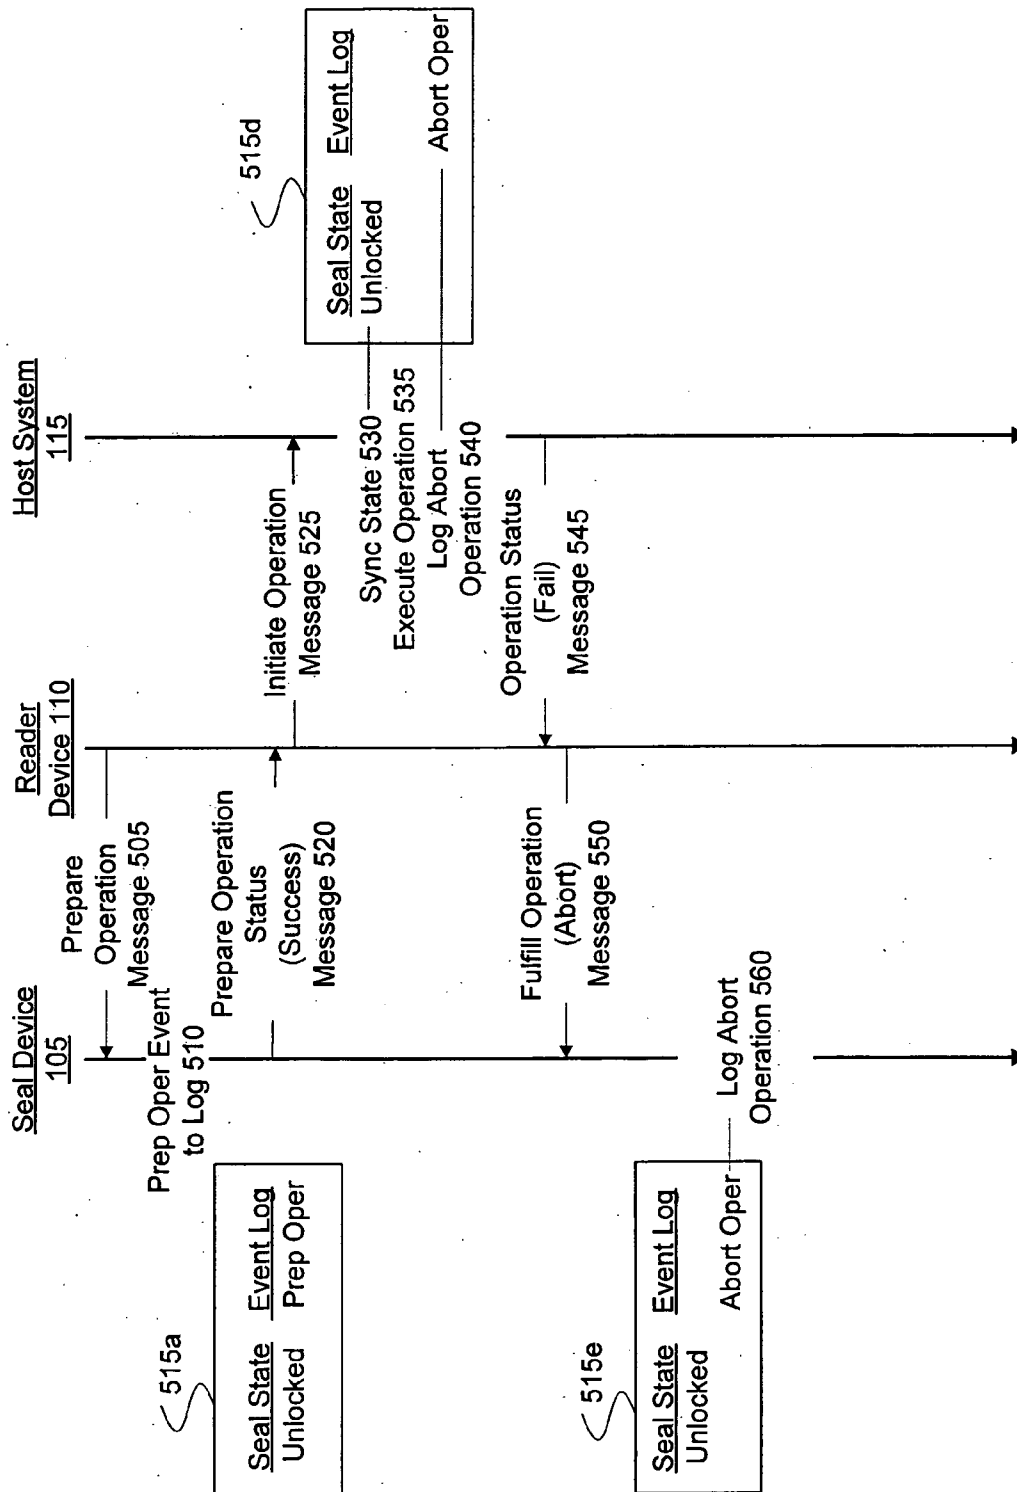 Seal Device
105
Reader
Device 110
Host System
115
Prepare
Operation
Message 505
Prep Oper Event
to Log 510
515a
Seal State Event Log
Unlocked Prep Oper
Prepare Operation
Status
(Success)
Message 520
Initiate Operation
Message 525
515d
Seal State Event Log
Unlocked
Abort Oper
Sync State 530
Execute Operation 535
Log Abort
Operation 540
Operation Status
(Fail)
Message 545
Fulfill Operation
(Abort)
Message 550
515e
Seal State Event Log
Unlocked
Abort Oper
Log Abort
Operation 560